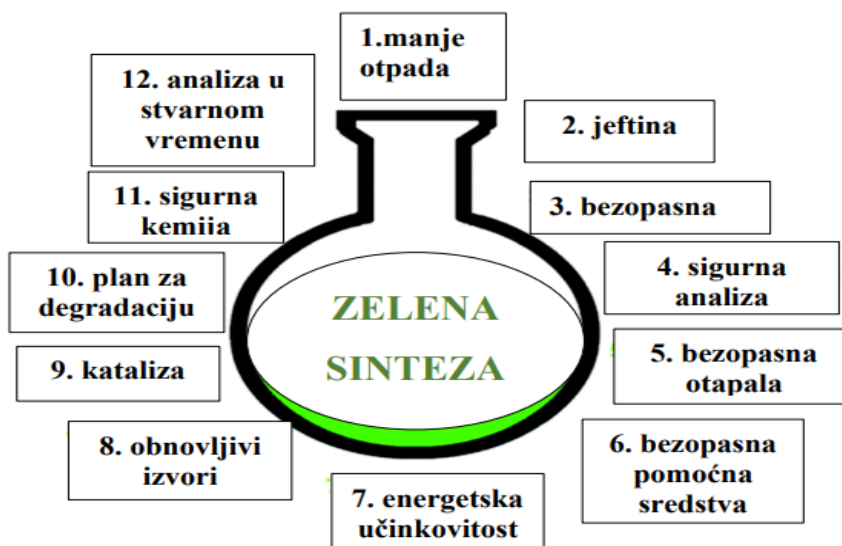 1.manje
otpada
2. jeftina
3. bezopasna
4. sigurna
analiza
5. bezopasna
otapala
6. bezopasna
pomoćna
sredstva
7. energetska
učinkovitost
8. obnovljivi
izvori
9. kataliza
10. plan za
degradaciju
11. sigurna
kemija
12. analiza u
stvarnom
vremenu
ZELENA
SINTEZA